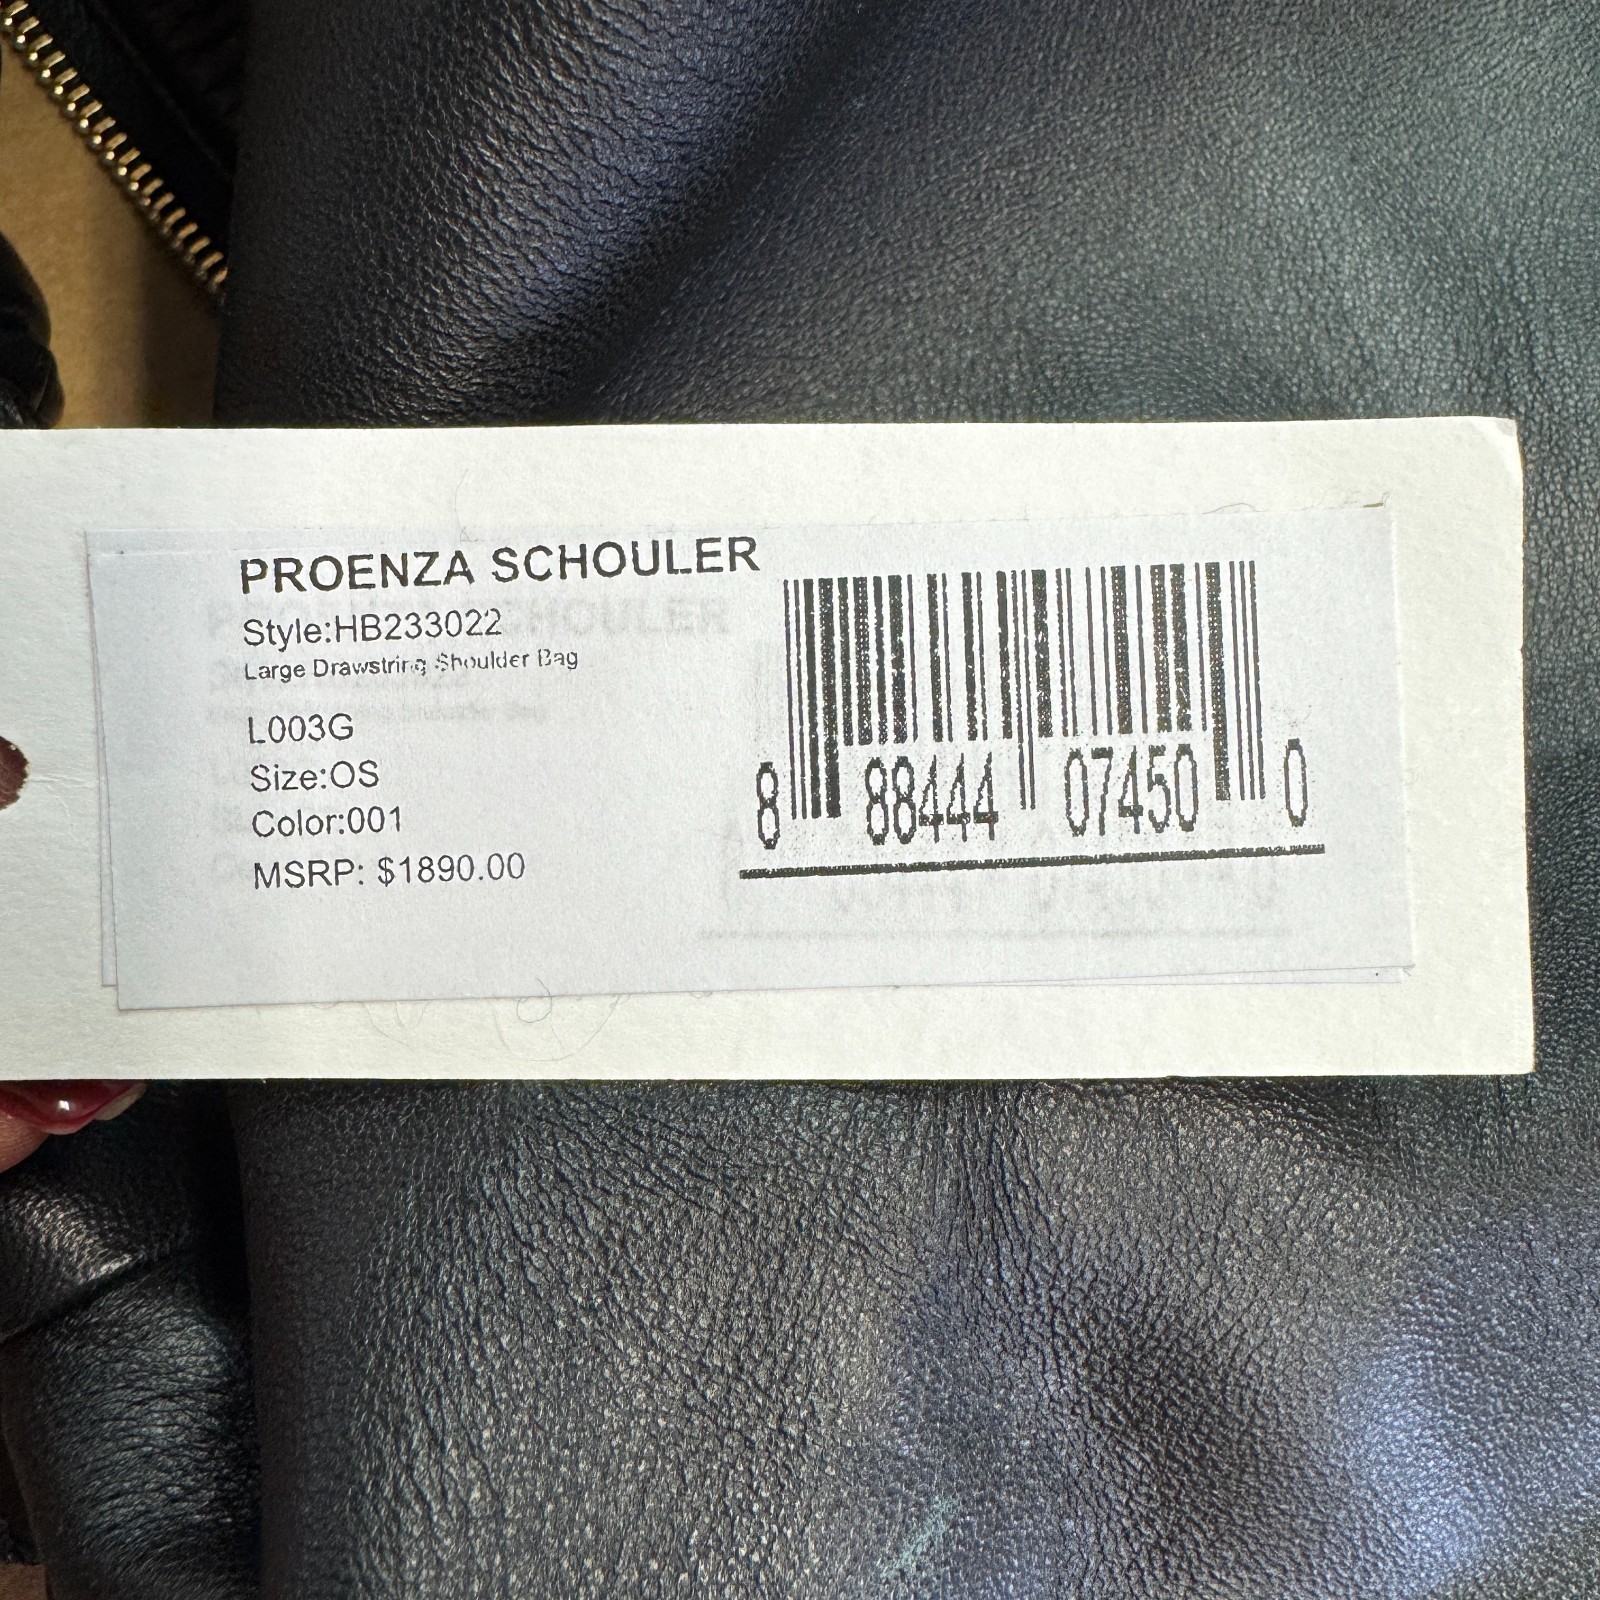 PROENZA SCHOULER
Style:HB233022
Large Drawstring Shoulder Bag
L003G
Size:OS
Color:001
MSRP: $1890.00
8 88444 07450 0